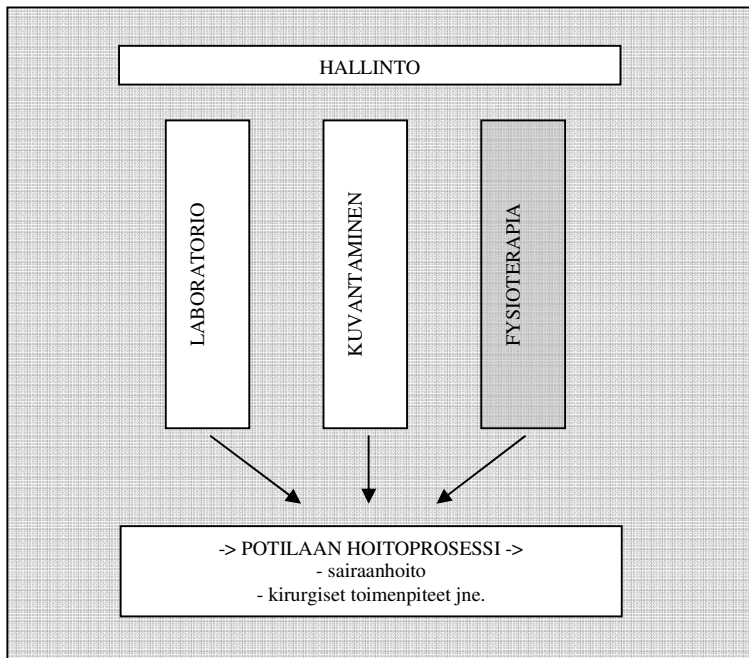 HALLINTO
LABORATORIO
KUVANTAMINEN
FYSIOTERAPIA
-> POTILAAN HOITOPROSESSI ->
- sairaanhoito
- kirurgiset toimenpiteet jne.